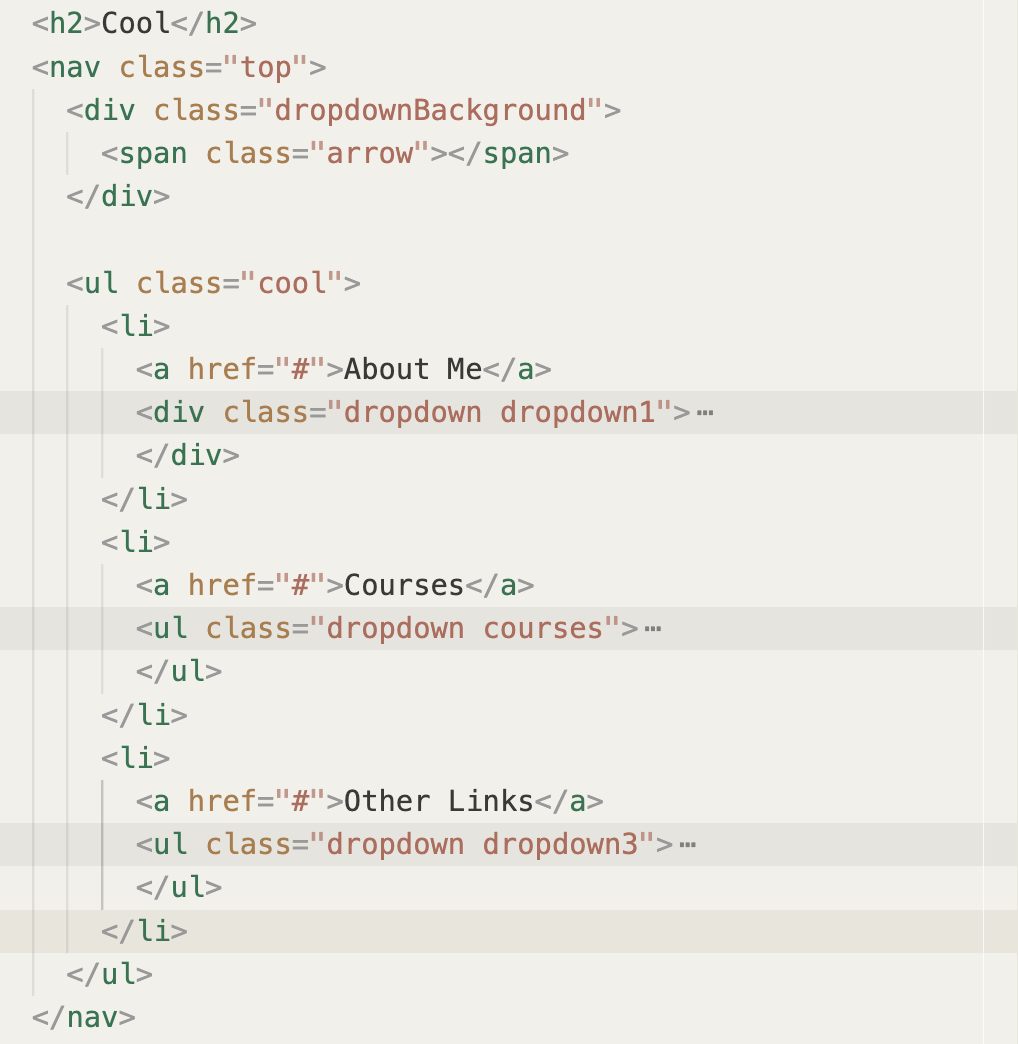 <h2>Cool</h2>
<nav class="top">
<div class="dropdownBackground">
<span class="arrow"></span>
</div>
<ul class="cool">
<li>
<a href="#">About Me</a>
<div class="dropdown dropdown1">⋯
</div>
</li>
<li>
<a href="#">Courses</a>
<ul class="dropdown courses">⋯
</ul>
</li>
<li>
<a href="#">Other Links</a>
<ul class="dropdown dropdown3">⋯
</ul>
</li>
</ul>
</nav>